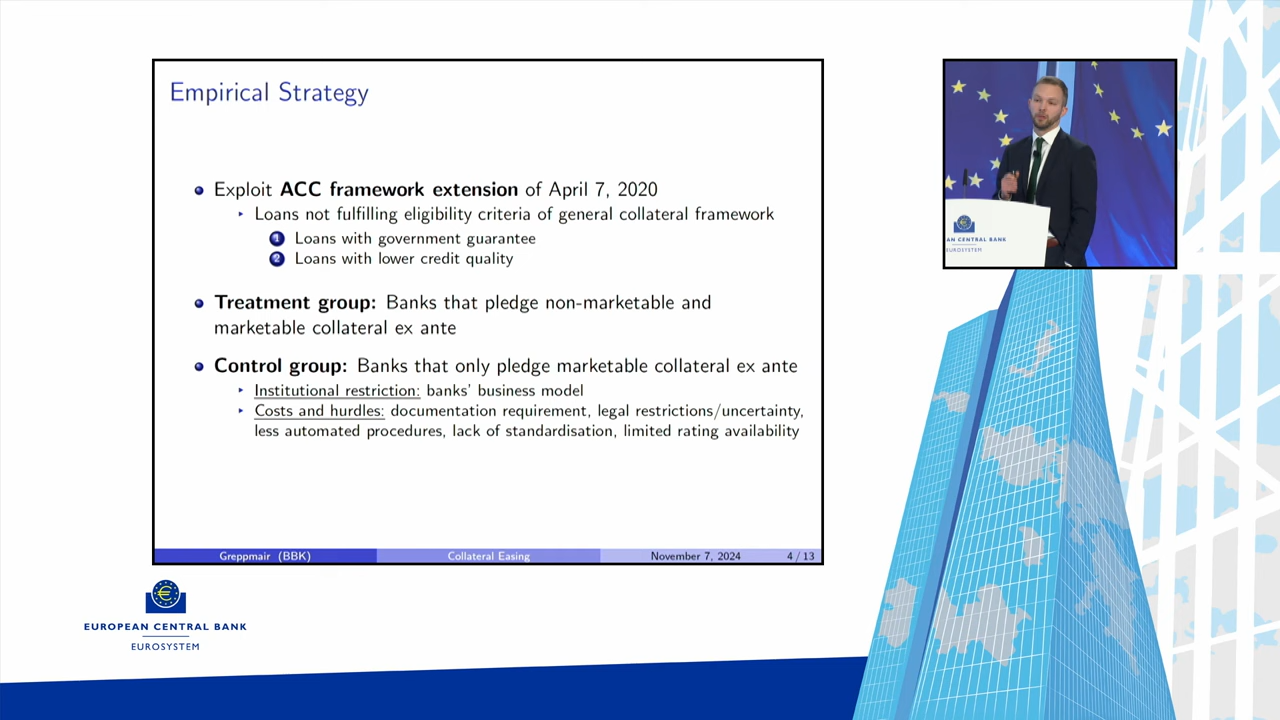 Empirical Strategy
Exploit ACC framework extension of April 7, 2020
Loans not fulfilling eligibility criteria of general collateral framework
1 Loans with government guarantee
2 Loans with lower credit quality
Treatment group: Banks that pledge non-marketable and
marketable collateral ex ante
Control group: Banks that only pledge marketable collateral ex ante
Institutional restriction: banks' business model
Costs and hurdles: documentation requirement, legal restrictions/uncertainty,
less automated procedures, lack of standardisation, limited rating availability
Greppmair (BBK) Collateral Easing November 7, 2024 4 / 13
AN CENTRAL BANK
EUROSYSTEM
EUROPEAN CENTRAL BANK
EUROSYSTEM